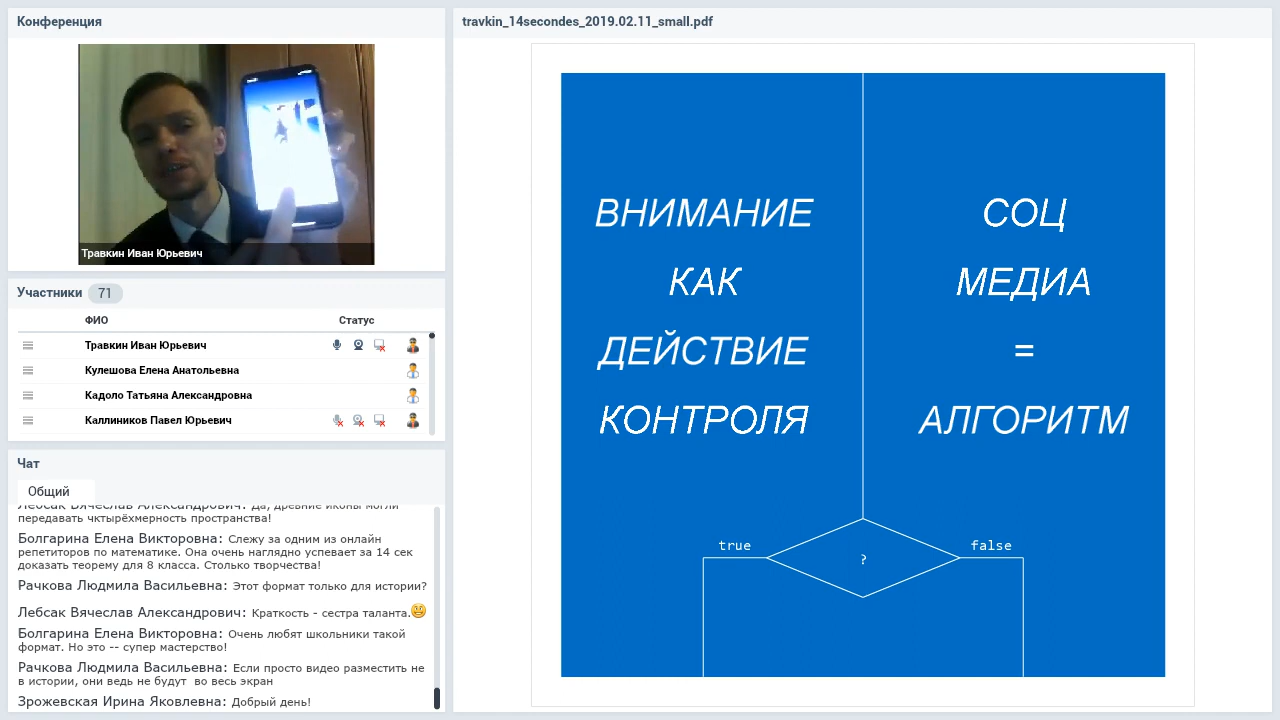 Конференция
Травкин Иван Юрьевич
Участники 71
ФИО Статус
Травкин Иван Юрьевич
Кулешова Елена Анатольевна
Кадоло Татьяна Александровна
Каллиников Павел Юрьевич
Чат
Общий
Лебсак Вячеслав Александрович: Да, древние иконы могли
передавать чктырёхмерность пространства!
Болгарина Елена Викторовна: Слежу за одним из онлайн
репетиторов по математике. Она очень наглядно успевает за 14 сек
доказать теорему для 8 класса. Столько творчества!
Рачкова Людмила Васильевна: Этот формат только для истории?
Лебсак Вячеслав Александрович: Краткость - сестра таланта.
Болгарина Елена Викторовна: Очень любят школьники такой
формат. Но это -- супер мастерство!
Рачкова Людмила Васильевна: Если просто видео разместить не
в истории, они ведь не будут во весь экран
Зрожевская Ирина Яковлевна: Добрый день!
travkin_14secondes_2019.02.11_small.pdf
ВНИМАНИЕ
КАК
ДЕЙСТВИЕ
КОНТРОЛЯ
СОЦ
МЕДИА
=
АЛГОРИТМ
true ? false